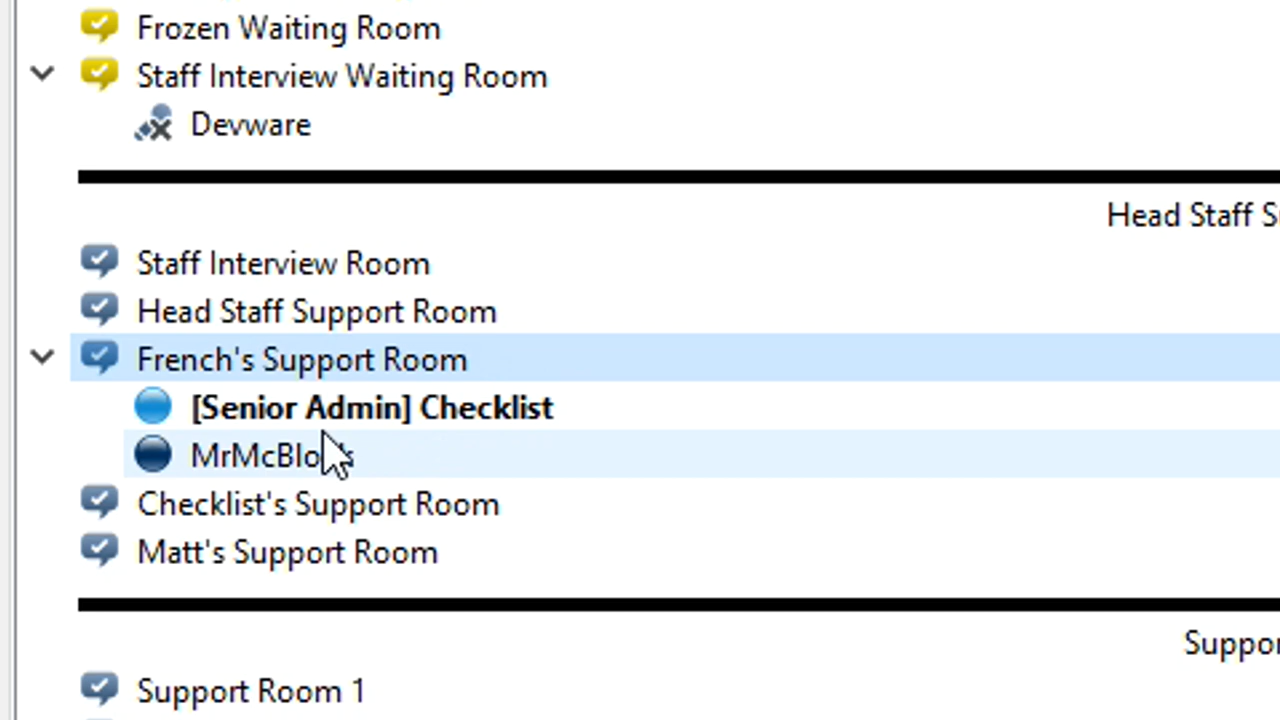 Frozen Waiting Room
Staff Interview Waiting Room
Devware
Head Staff
Staff Interview Room
Head Staff Support Room
French's Support Room
[Senior Admin] Checklist
Checklist's Support Room
Matt's Support Room
Support Room 1